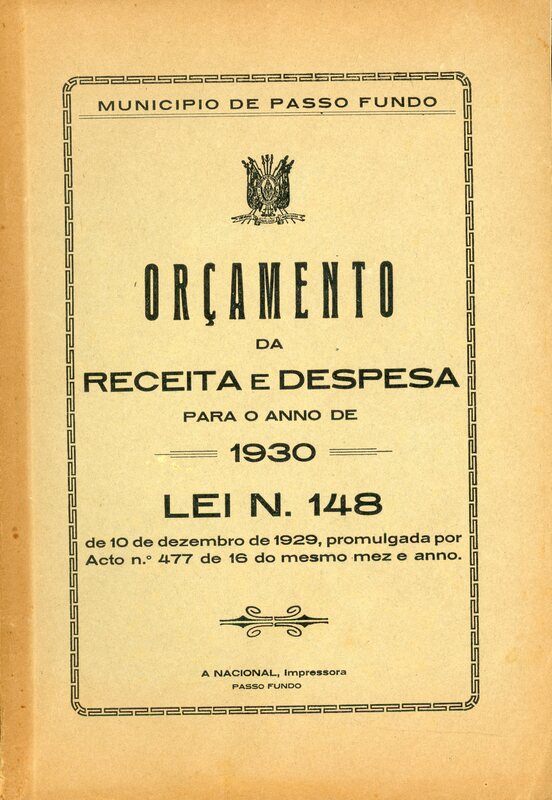 MUNICIPIO DE PASSO FUNDO
ORÇAMENTO
DA
RECEITA E DESPESA
PARA O ANNO DE
1930
LEI N. 148
de 10 de dezembro de 1929, promulgada por
Acto n.º 477 de 16 do mesmo mez e anno.
A NACIONAL, Impressora
PASSO FUNDO